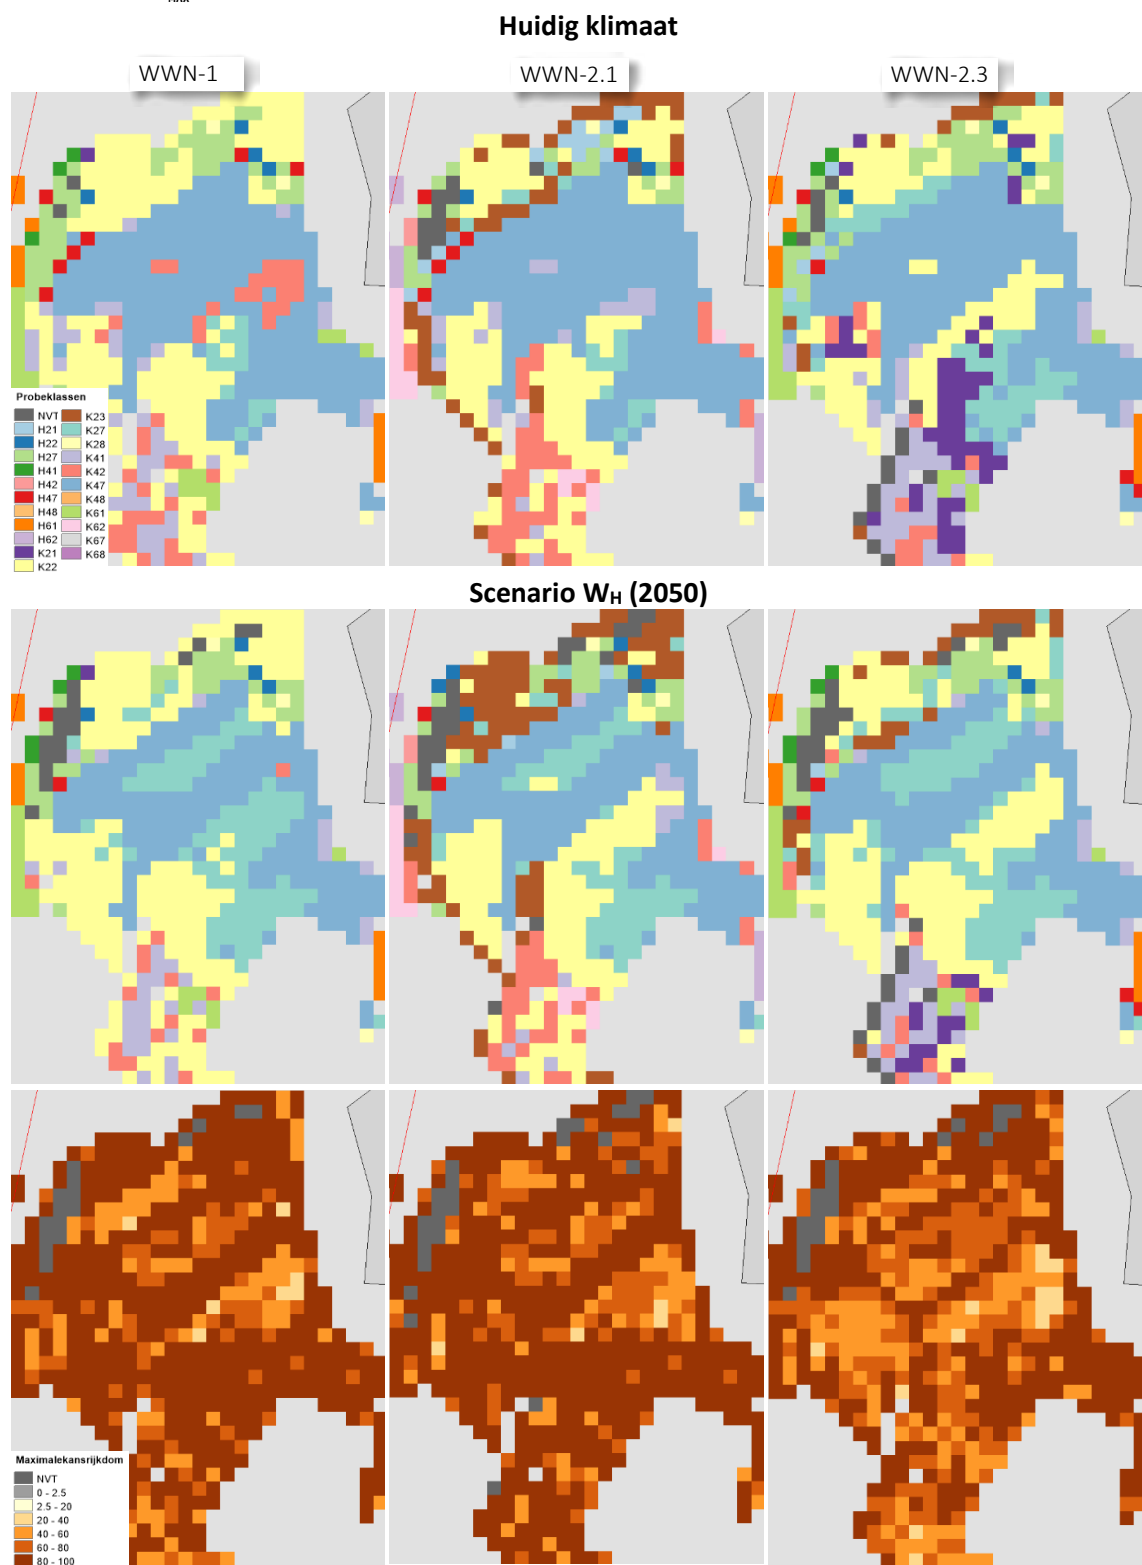 MAX
Huidig klimaat
WWN-1
WWN-2.1
WWN-2.3
Probeklassen
NVT K23
H21 K27
H22 K28
H27 K41
H41 K42
H42 K47
H47 K48
H48 K61
H61 K62
H62 K67
K21 K68
K22
Scenario WH (2050)
Maximalekansrijkdom
NVT
0 - 2.5
2.5 - 20
20 - 40
40 - 60
60 - 80
80 - 100